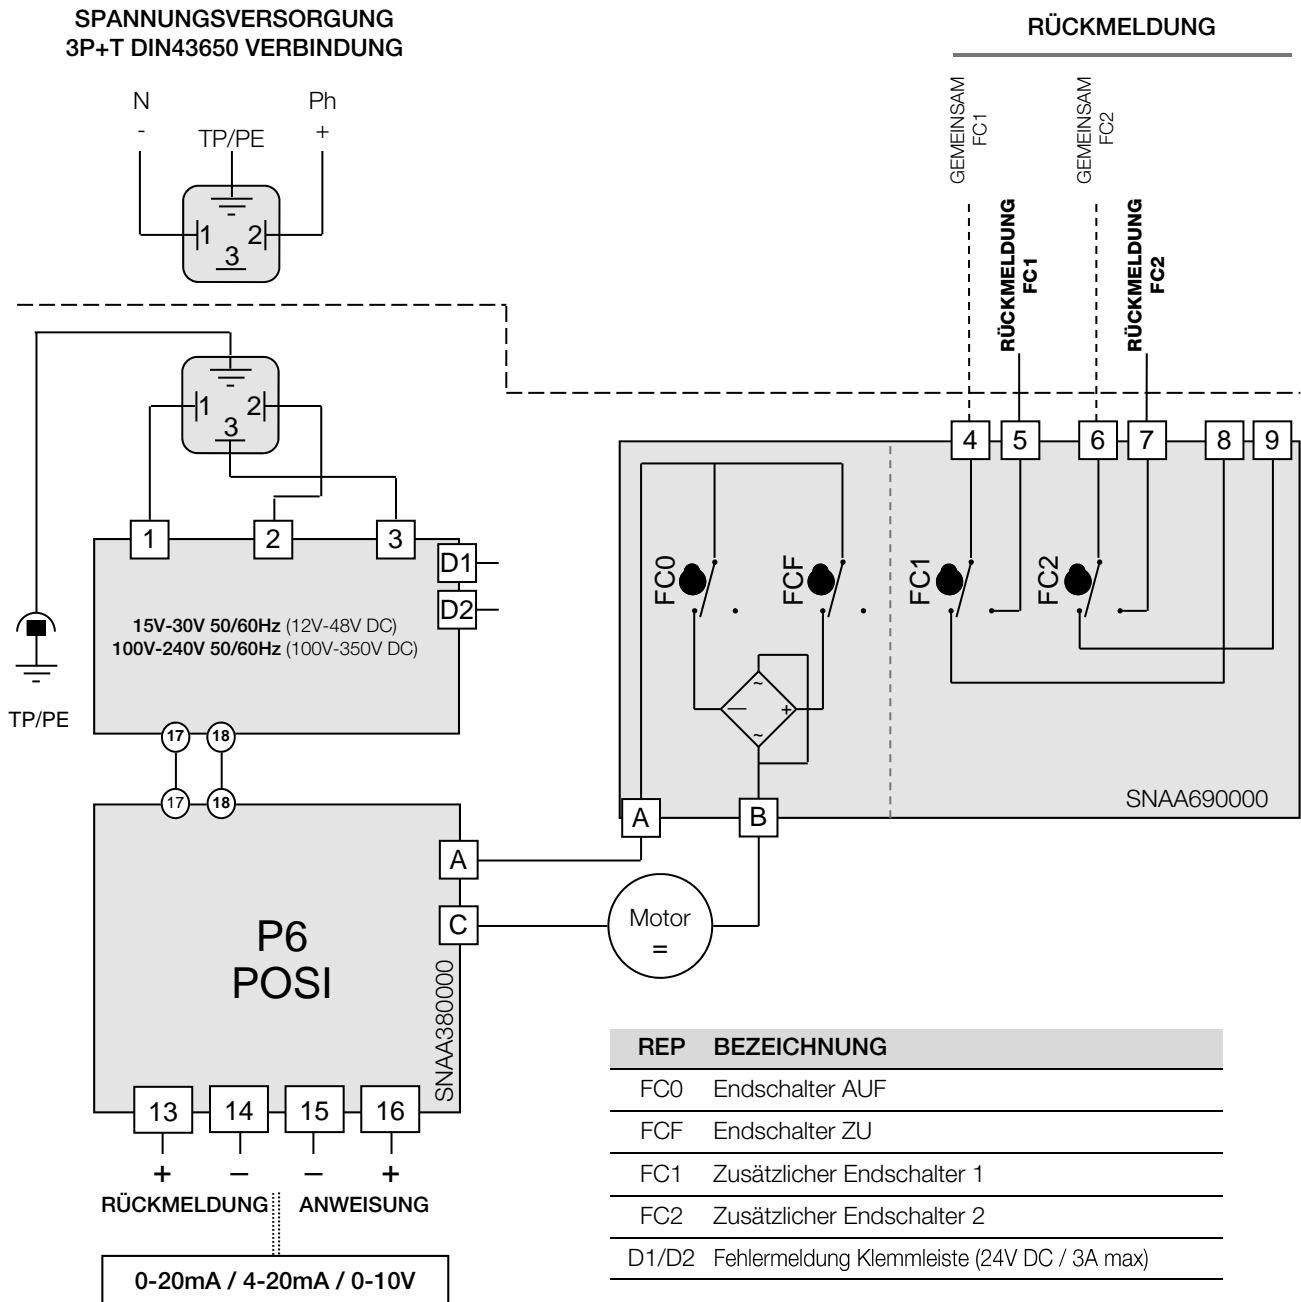 SPANNUNGSVERSORGUNG
3P+T DIN43650 VERBINDUNG
RÜCKMELDUNG
N
-
TP/PE
Ph
+
1
2
3
GEMEINSAM
FC1
RÜCKMELDUNG
FC1
GEMEINSAM
FC2
RÜCKMELDUNG
FC2
1
2
3
4
5
6
7
8
9
1
2
3
D1
D2
15V-30V 50/60Hz (12V-48V DC)
100V-240V 50/60Hz (100V-350V DC)
TP/PE
17
18
17
18
FC0
FCF
FC1
FC2
~
—
+
~
SNAA690000
A
B
A
C
Motor
=
P6
POSI
SNAA380000
13
14
15
16
+
–
–
+
RÜCKMELDUNG
ANWEISUNG
0-20mA / 4-20mA / 0-10V
REP BEZEICHNUNG
FC0 Endschalter AUF
FCF Endschalter ZU
FC1 Zusätzlicher Endschalter 1
FC2 Zusätzlicher Endschalter 2
D1/D2 Fehlermeldung Klemmleiste (24V DC / 3A max)